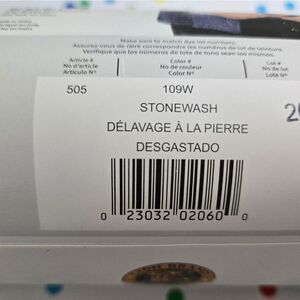 Make sure to match dye lot numbers.
Assurez-vous de faire correspondre les numéros de lot de teinture.
Verifique que los números de lote de tonos sean los mismos.
Article # Color # Lot #
No d'article No de couleur No de Lot
Artículo N° Color N° Lote N°
505 109W
STONEWASH
DÉLAVAGE À LA PIERRE
DESGASTADO
0 23032 02060 0